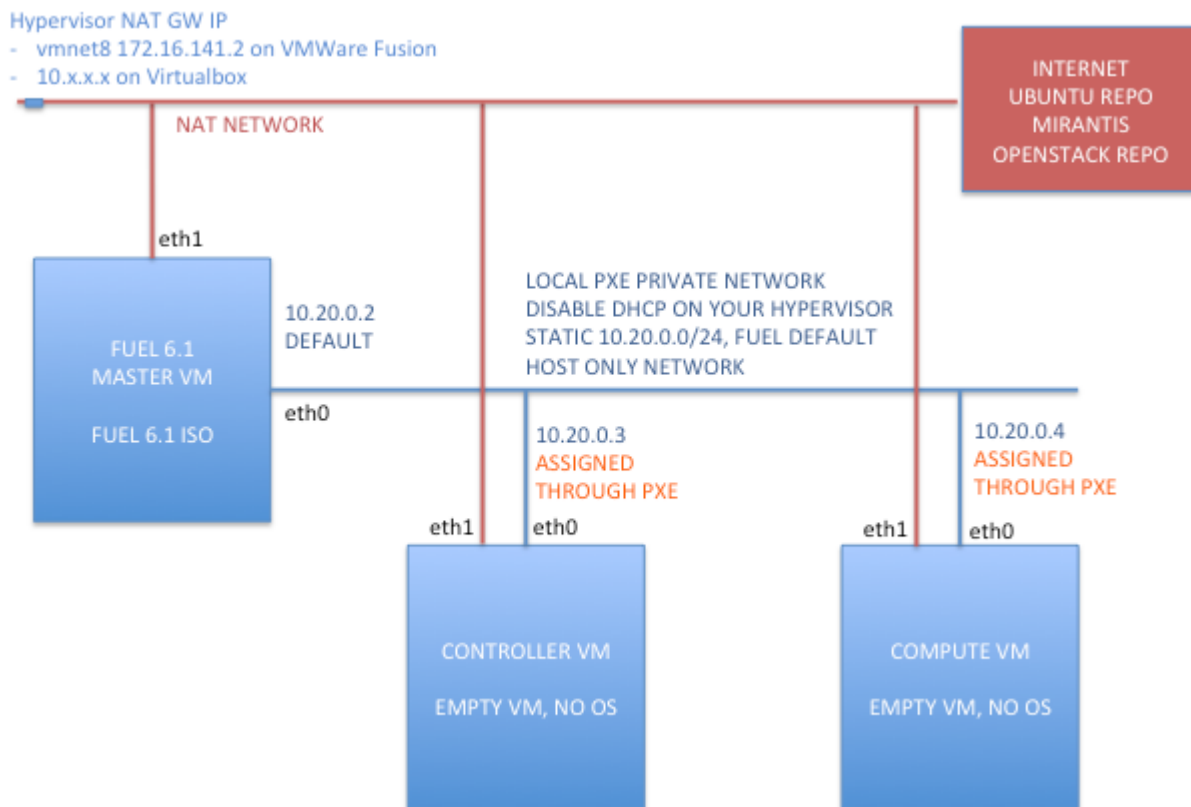 Hypervisor NAT GW IP
- vmnet8 172.16.141.2 on VMWare Fusion
- 10.x.x.x on Virtualbox
INTERNET
UBUNTU REPO
MIRANTIS
OPENSTACK REPO
NAT NETWORK
eth1
FUEL 6.1
MASTER VM
FUEL 6.1 ISO
10.20.0.2
DEFAULT
eth0
LOCAL PXE PRIVATE NETWORK
DISABLE DHCP ON YOUR HYPERVISOR
STATIC 10.20.0.0/24, FUEL DEFAULT
HOST ONLY NETWORK
10.20.0.3
ASSIGNED
THROUGH PXE
10.20.0.4
ASSIGNED
THROUGH PXE
eth1
eth0
eth1
eth0
CONTROLLER VM
EMPTY VM, NO OS
COMPUTE VM
EMPTY VM, NO OS